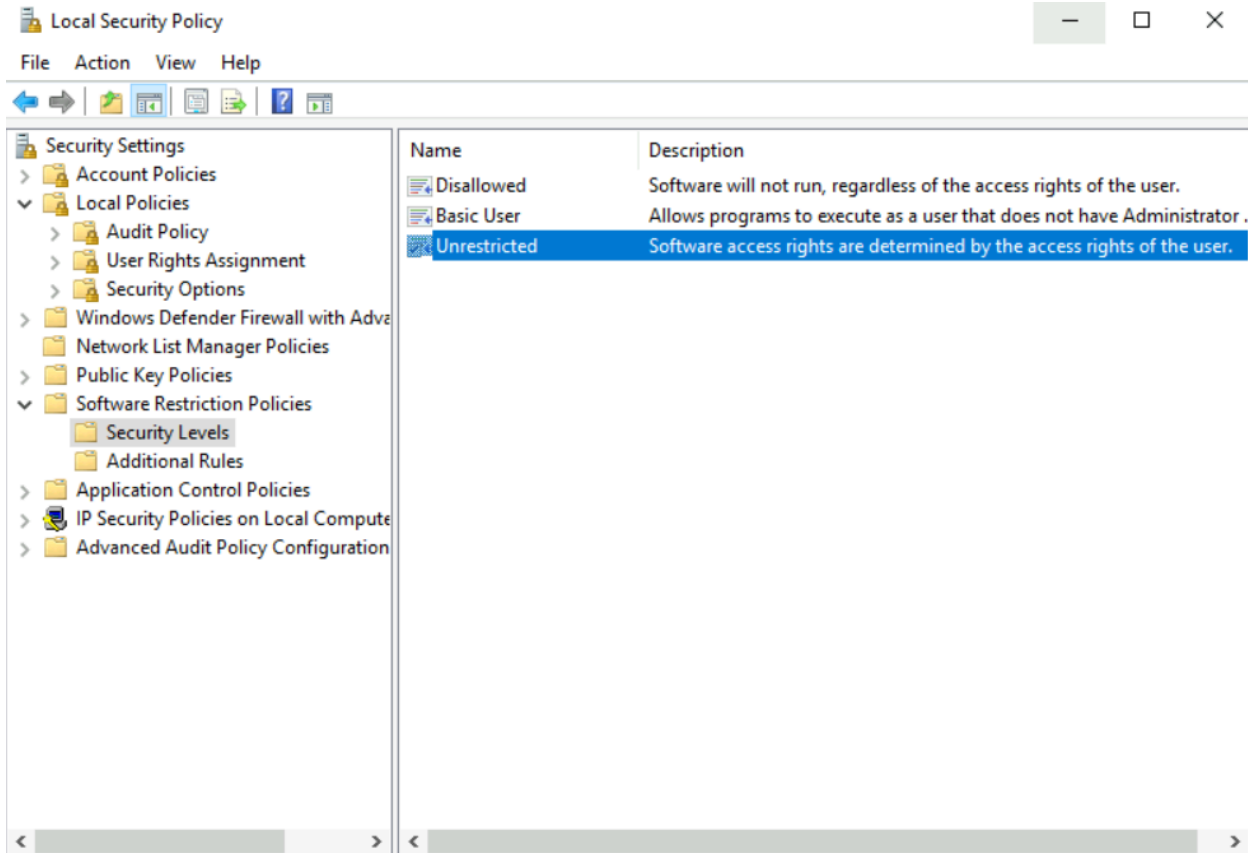 Local Security Policy
File Action View Help
Security Settings
Account Policies
Local Policies
Audit Policy
User Rights Assignment
Security Options
Windows Defender Firewall with Adva
Network List Manager Policies
Public Key Policies
Software Restriction Policies
Security Levels
Additional Rules
Application Control Policies
IP Security Policies on Local Compute
Advanced Audit Policy Configuration
Name Description
Disallowed Software will not run, regardless of the access rights of the user.
Basic User Allows programs to execute as a user that does not have Administrator .
Unrestricted Software access rights are determined by the access rights of the user.